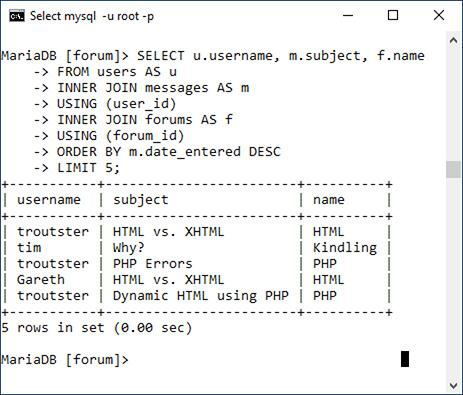 Select mysql -u root -p
MariaDB [forum]> SELECT u.username, m.subject, f.name
-> FROM users AS u
-> INNER JOIN messages AS m
-> USING (user_id)
-> INNER JOIN forums AS f
-> USING (forum_id)
-> ORDER BY m.date_entered DESC
-> LIMIT 5;
+-----------+------------------------+----------+
| username | subject | name |
+-----------+------------------------+----------+
| troutster | HTML vs. XHTML | HTML |
| tim | Why? | Kindling |
| troutster | PHP Errors | PHP |
| Gareth | HTML vs. XHTML | HTML |
| troutster | Dynamic HTML using PHP | PHP |
+-----------+------------------------+----------+
5 rows in set (0.00 sec)
MariaDB [forum]>